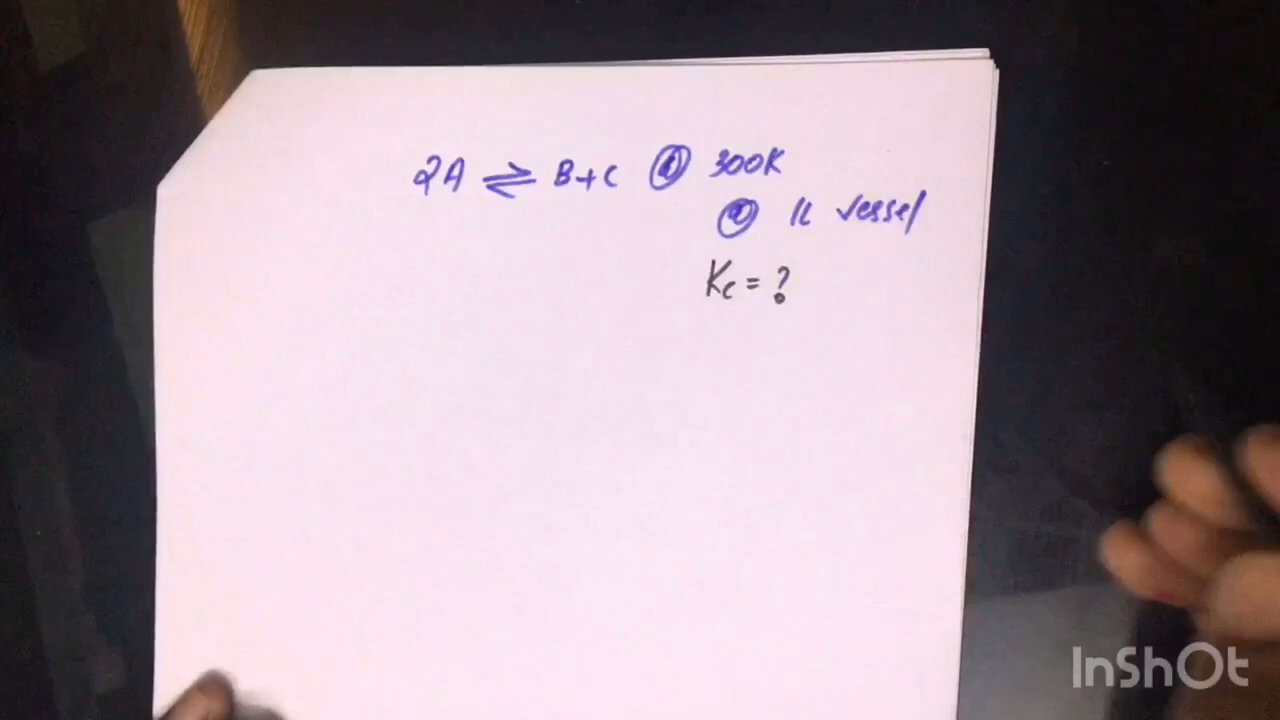 2A ⇌ B+C @ 300K
@ 1L vessel
Kc = ?
InShOt